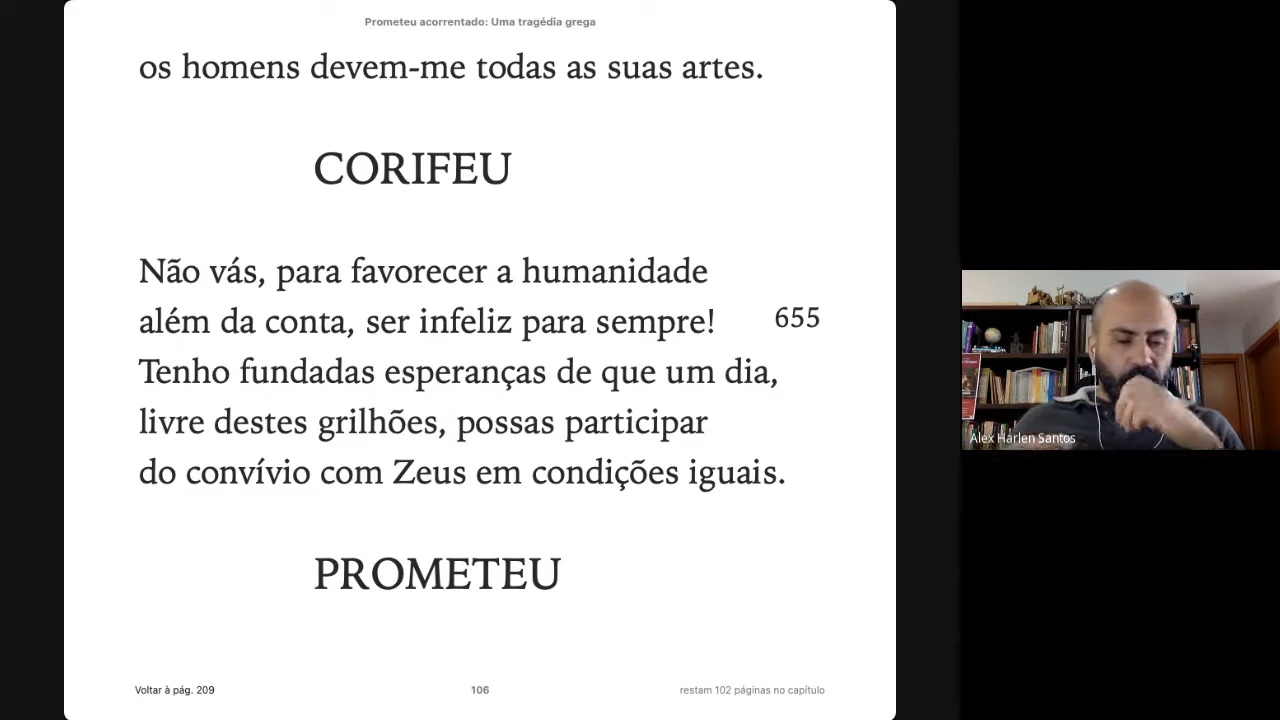 Prometeu acorrentado: Uma tragédia grega
os homens devem-me todas as suas artes.
CORIFEU
Não vás, para favorecer a humanidade
além da conta, ser infeliz para sempre! 655
Tenho fundadas esperanças de que um dia,
livre destes grilhões, possas participar
do convívio com Zeus em condições iguais.
PROMETEU
Voltar à pág. 209 106 restam 102 páginas no capítulo
Alex Harlen Santos